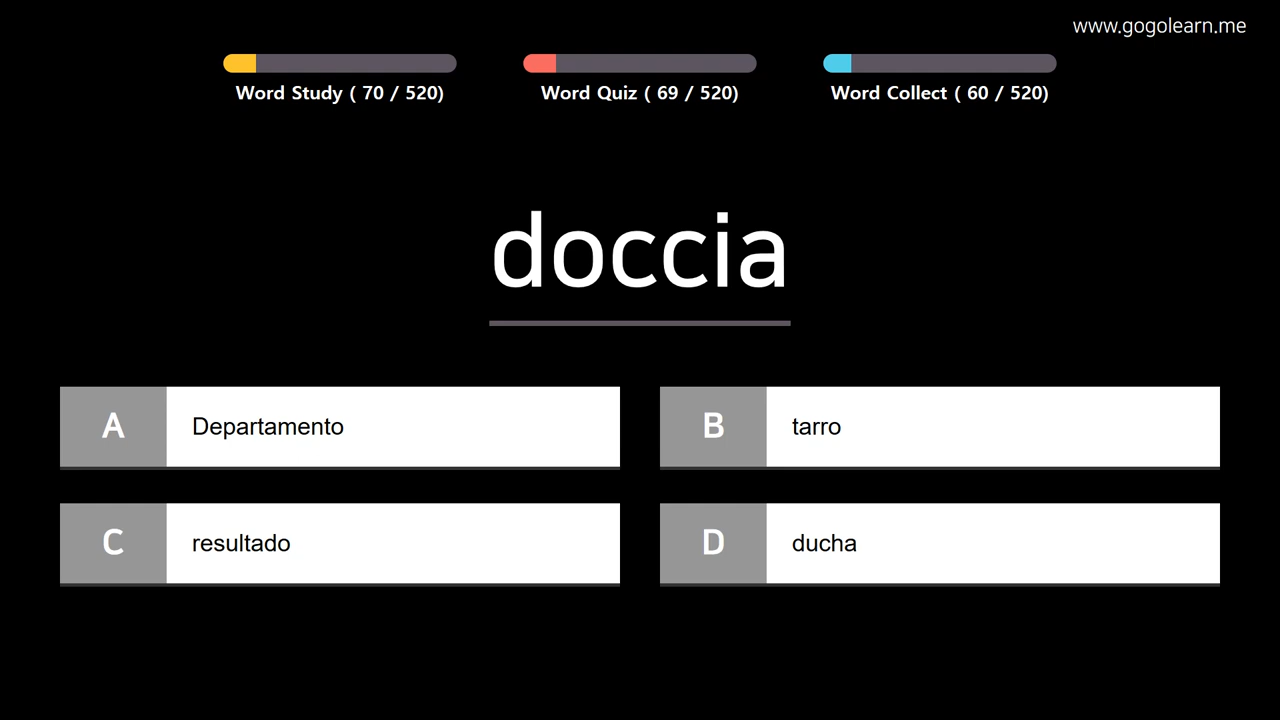 www.gogolearn.me
Word Study ( 70 / 520)
Word Quiz ( 69 / 520)
Word Collect ( 60 / 520)
doccia
A Departamento
B tarro
C resultado
D ducha